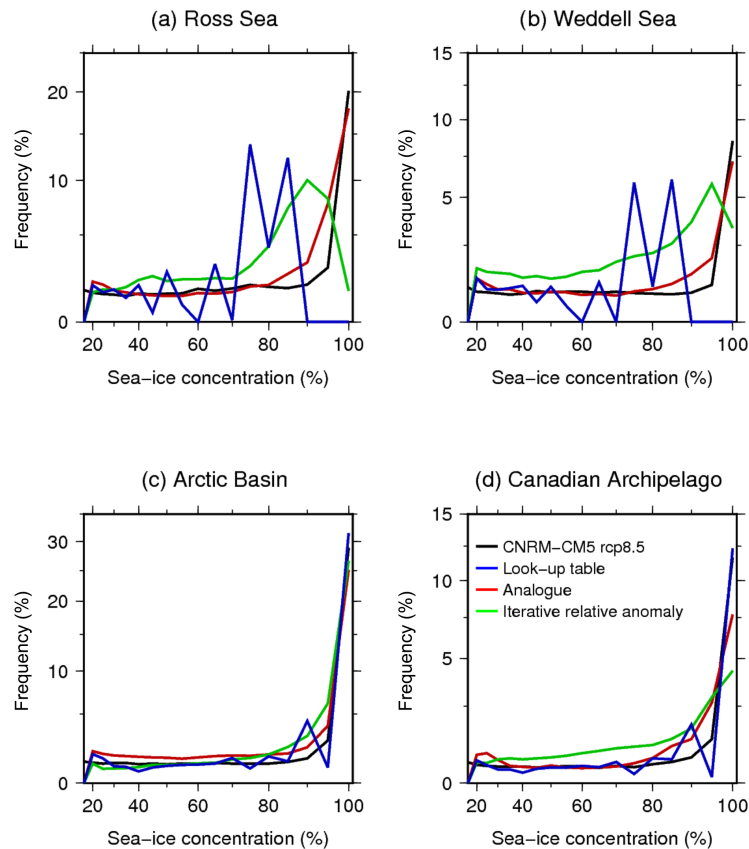 (a) Ross Sea
(b) Weddell Sea
Frequency (%)
20
10
0
20 40 60 80 100
Sea−ice concentration (%)
Frequency (%)
15
10
5
0
20 40 60 80 100
Sea−ice concentration (%)
(c) Arctic Basin
(d) Canadian Archipelago
Frequency (%)
30
20
10
0
20 40 60 80 100
Sea−ice concentration (%)
Frequency (%)
15
10
5
0
CNRM−CM5 rcp8.5
Look−up table
Analogue
Iterative relative anomaly
20 40 60 80 100
Sea−ice concentration (%)